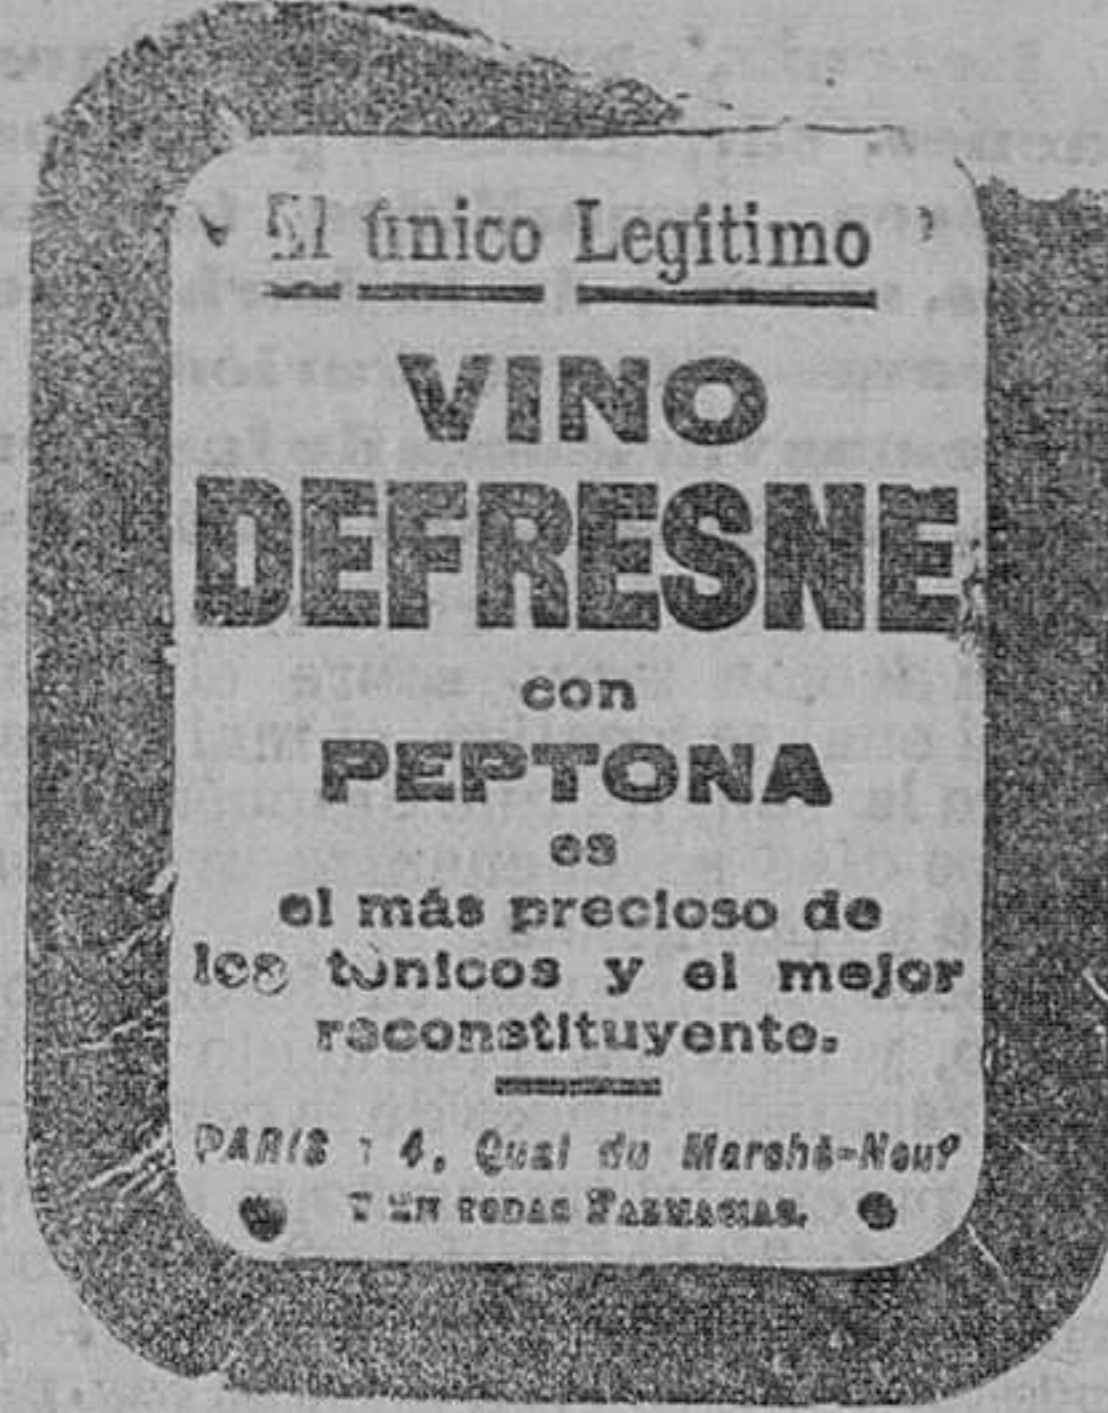 El único Legítimo
VINO
DEFRESNE
con
PEPTONA
es
el más precioso de
los tónicos y el mejor
reconstituyente.
PARIS : 4, Quai du Marché-Neuf
Y EN TODAS FARMACIAS.